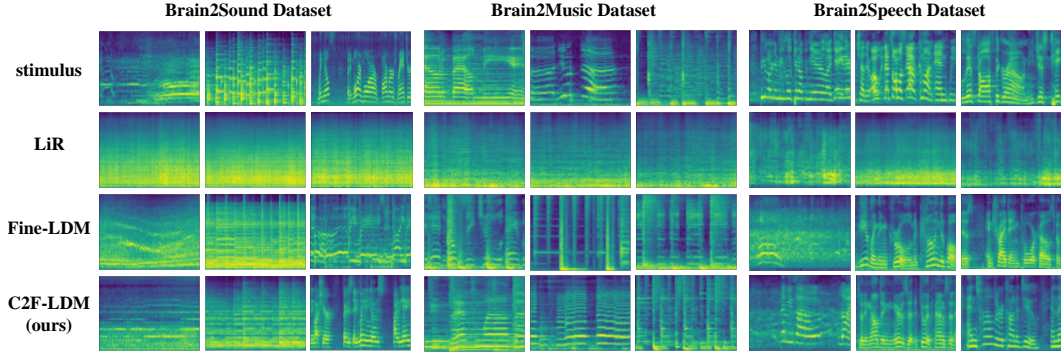 Brain2Sound Dataset
Brain2Music Dataset
Brain2Speech Dataset
stimulus
LiR
Fine-LDM
C2F-LDM
(ours)